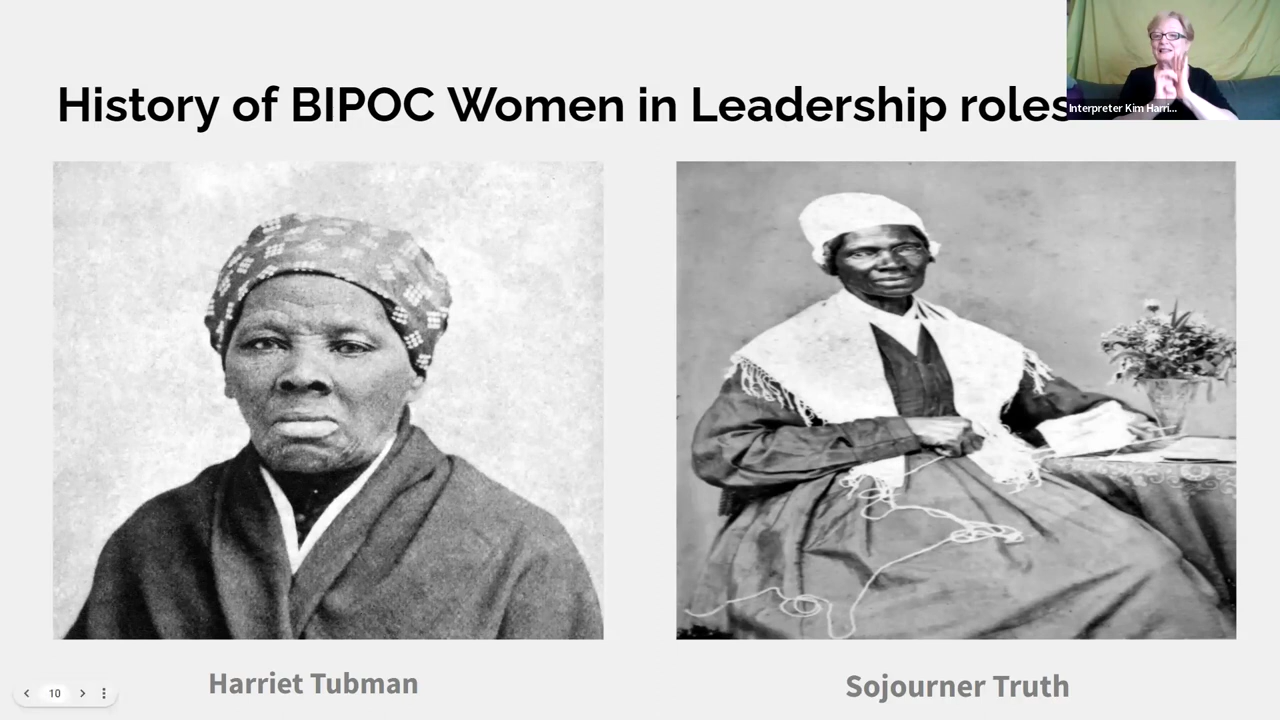 History of BIPOC Women in Leadership roles
Interpreter Kim Harri...
Harriet Tubman
Sojourner Truth
10